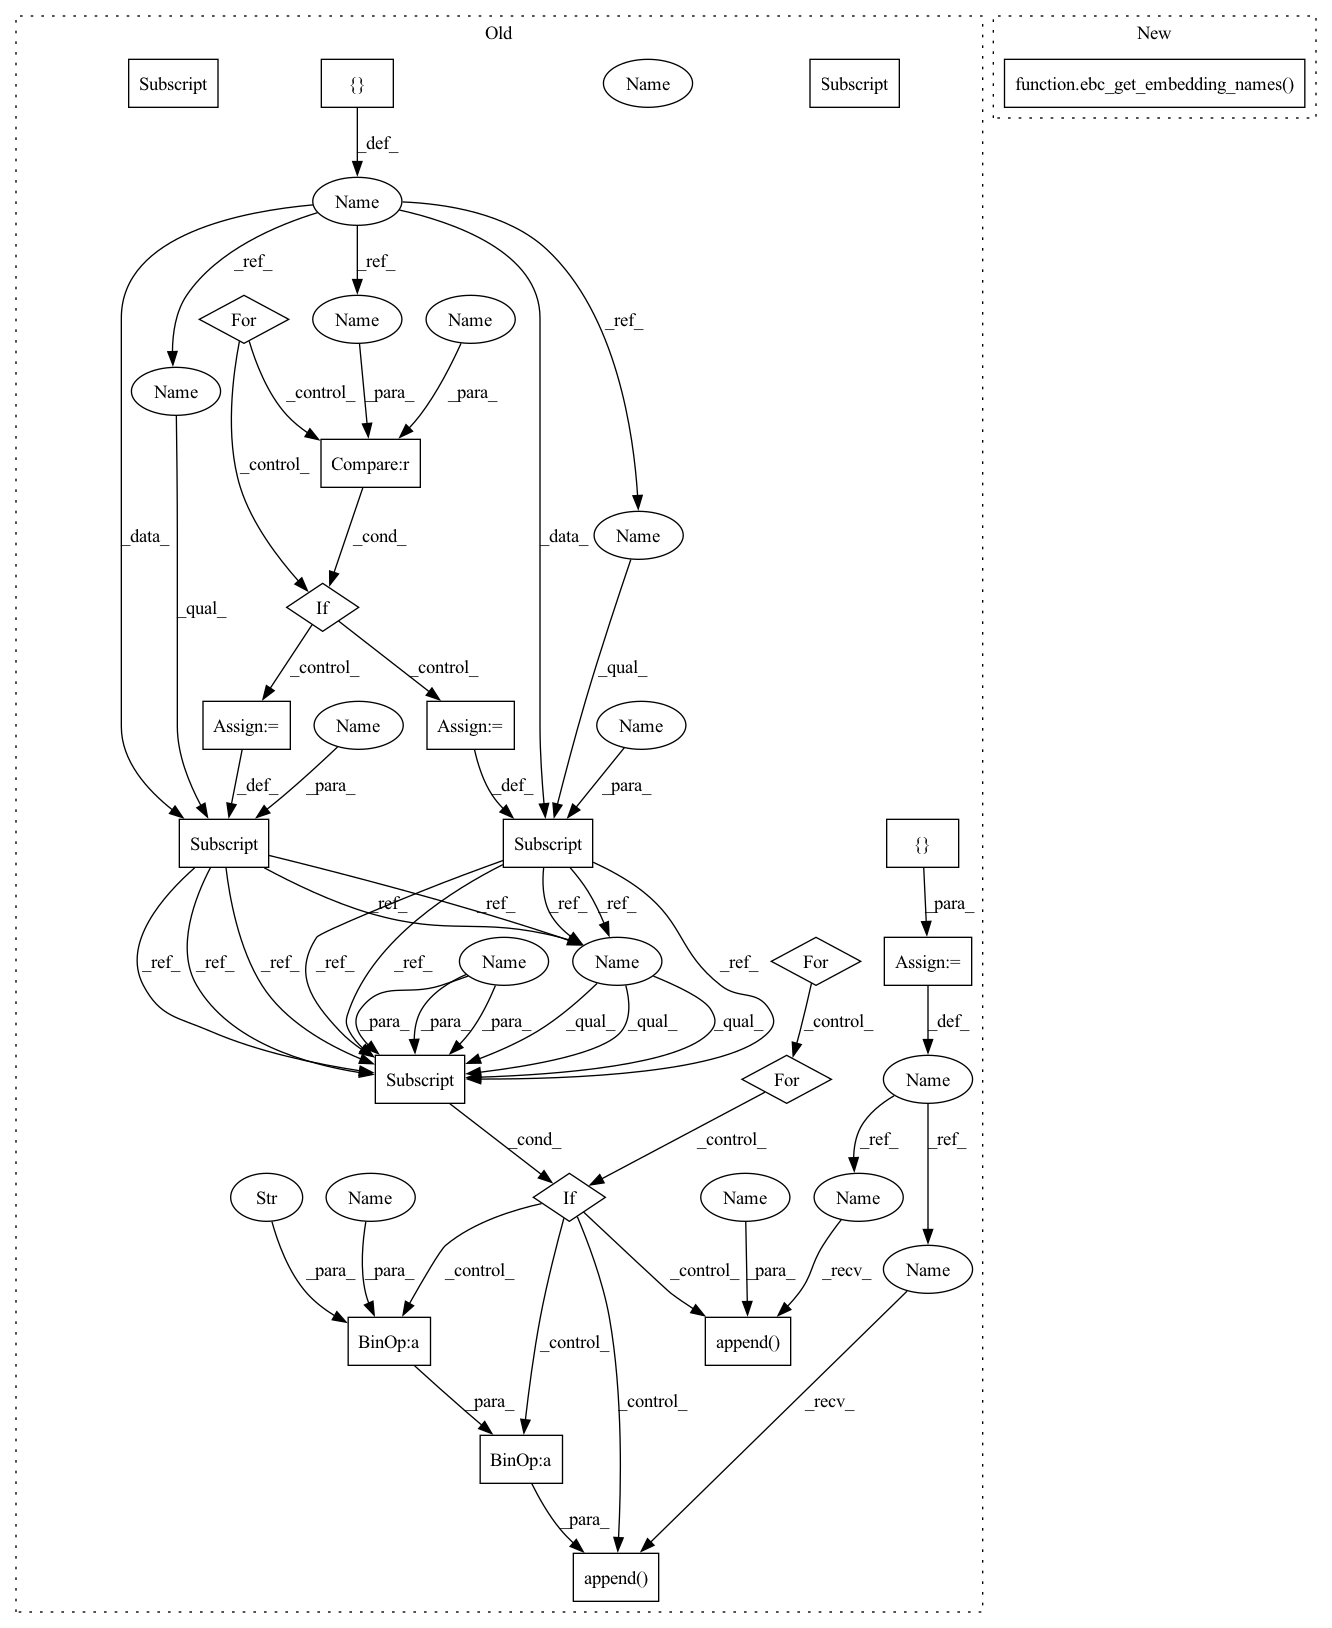 Old
New
Subscript
{}
Name
Subscript
function.ebc_get_embedding_names()
_def_
Name
_ref_
_ref_
_ref_
For
Name
Name
Name
_control_
_para_
_para_
_control_
Compare:r
_data_
_cond_
_data_
Name
_qual_
If
_control_
_control_
_qual_
Assign:=
Name
Assign:=
Name
_def_
_para_
_def_
_para_
Subscript
Subscript
{}
_ref_
_ref_
_ref_
_ref_
_para_
_ref_
_ref_
_ref_
_ref_
_ref_
_ref_
Name
Name
For
Assign:=
_para_
_para_
_para_
_qual_
_qual_
_qual_
_control_
_def_
Subscript
For
Name
_cond_
_control_
_ref_
_ref_
Str
Name
If
Name
Name
_para_
_para_
_control_
_control_
_para_
_recv_
Name
BinOp:a
_control_
append()
_para_
_control_
_recv_
BinOp:a
_para_
append()